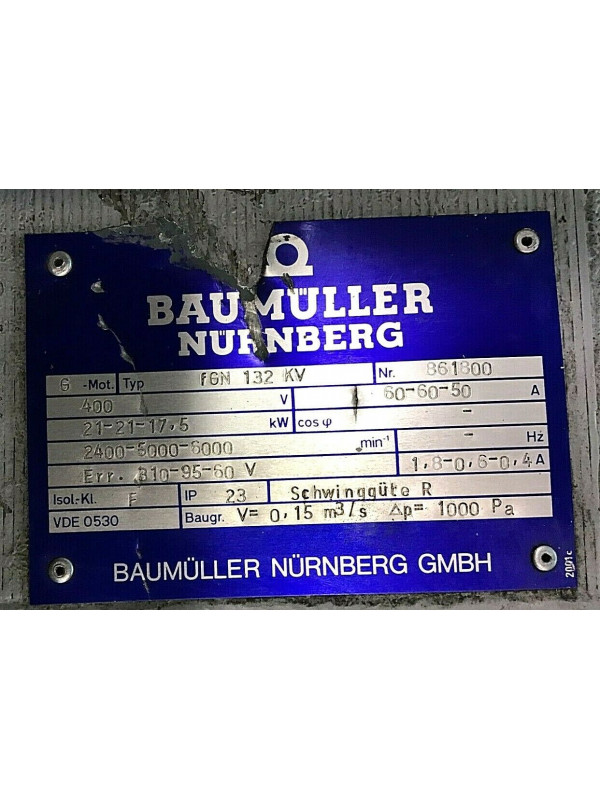 BAUMÜLLER
NÜRNBERG
G -Mot. Typ fGN 132 KV Nr. 861800
400 V 60-60-50 A
21-21-17,5 kW cos φ -
2400-5000-6000 min⁻¹ - Hz
Err. 310-95-60 V 1,8-0,6-0,4 A
Isol.-Kl. F IP 23 Schwinggüte R
VDE 0530 Baugr. V= 0,15 m3/s Δp= 1000 Pa
BAUMÜLLER NÜRNBERG GMBH
2001c